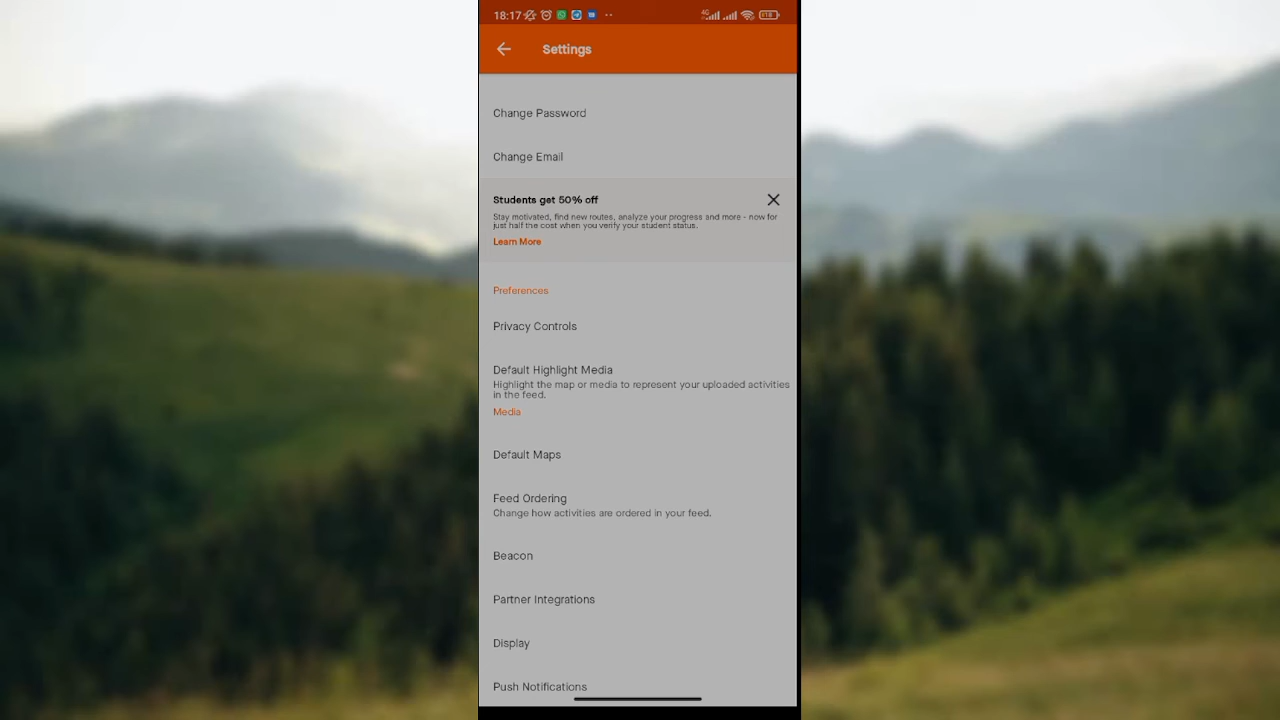 18:17
4G
Settings
Change Password
Change Email
Students get 50% off
Stay motivated, find new routes, analyze your progress and more - now for
just half the cost when you verify your student status.
Learn More
Preferences
Privacy Controls
Default Highlight Media
Highlight the map or media to represent your uploaded activities
in the feed.
Media
Default Maps
Feed Ordering
Change how activities are ordered in your feed.
Beacon
Partner Integrations
Display
Push Notifications